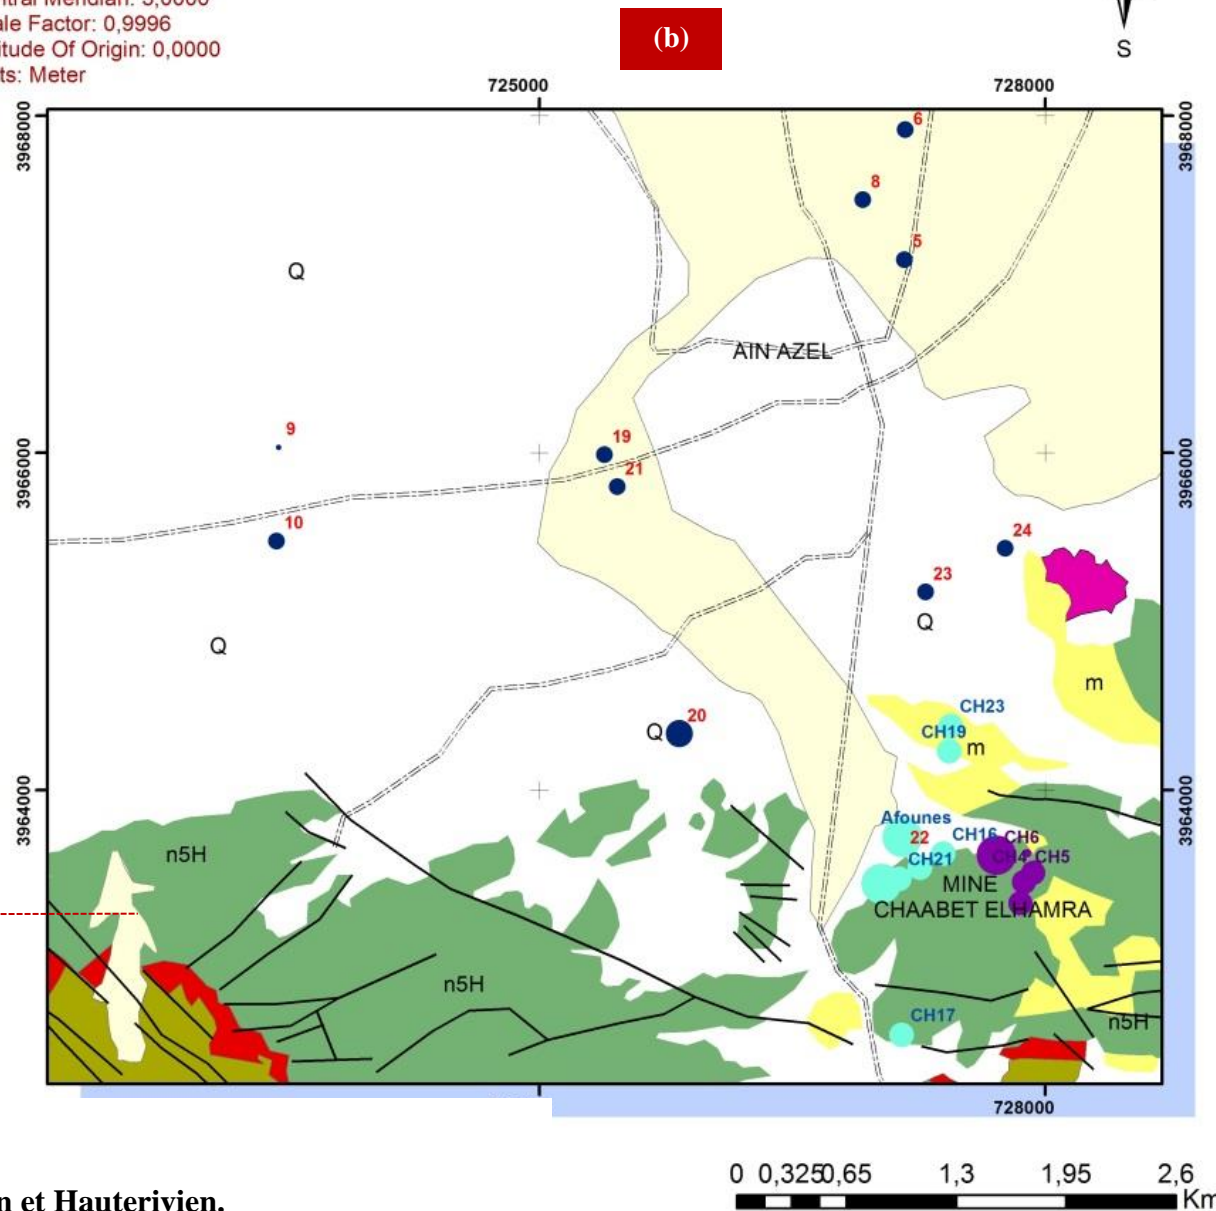 ale Factor: 0,9996
itude Of Origin: 0,0000
ts: Meter
(b)
S
725000
728000
3968000
3968000
6
8
5
Q
AIN AZEL
9
19
21
3966000
3966000
10
24
23
Q
Q
m
Q
20
CH23
CH19
m
3964000
3964000
Afounes
22
CH16
CH6
CH21
CH4
CH5
n5H
MINE
CHAABET ELHAMRA
n5H
CH17
n5H
728000
0 0,325 0,65 1,3 1,95 2,6
Km
n et Hauterivien.